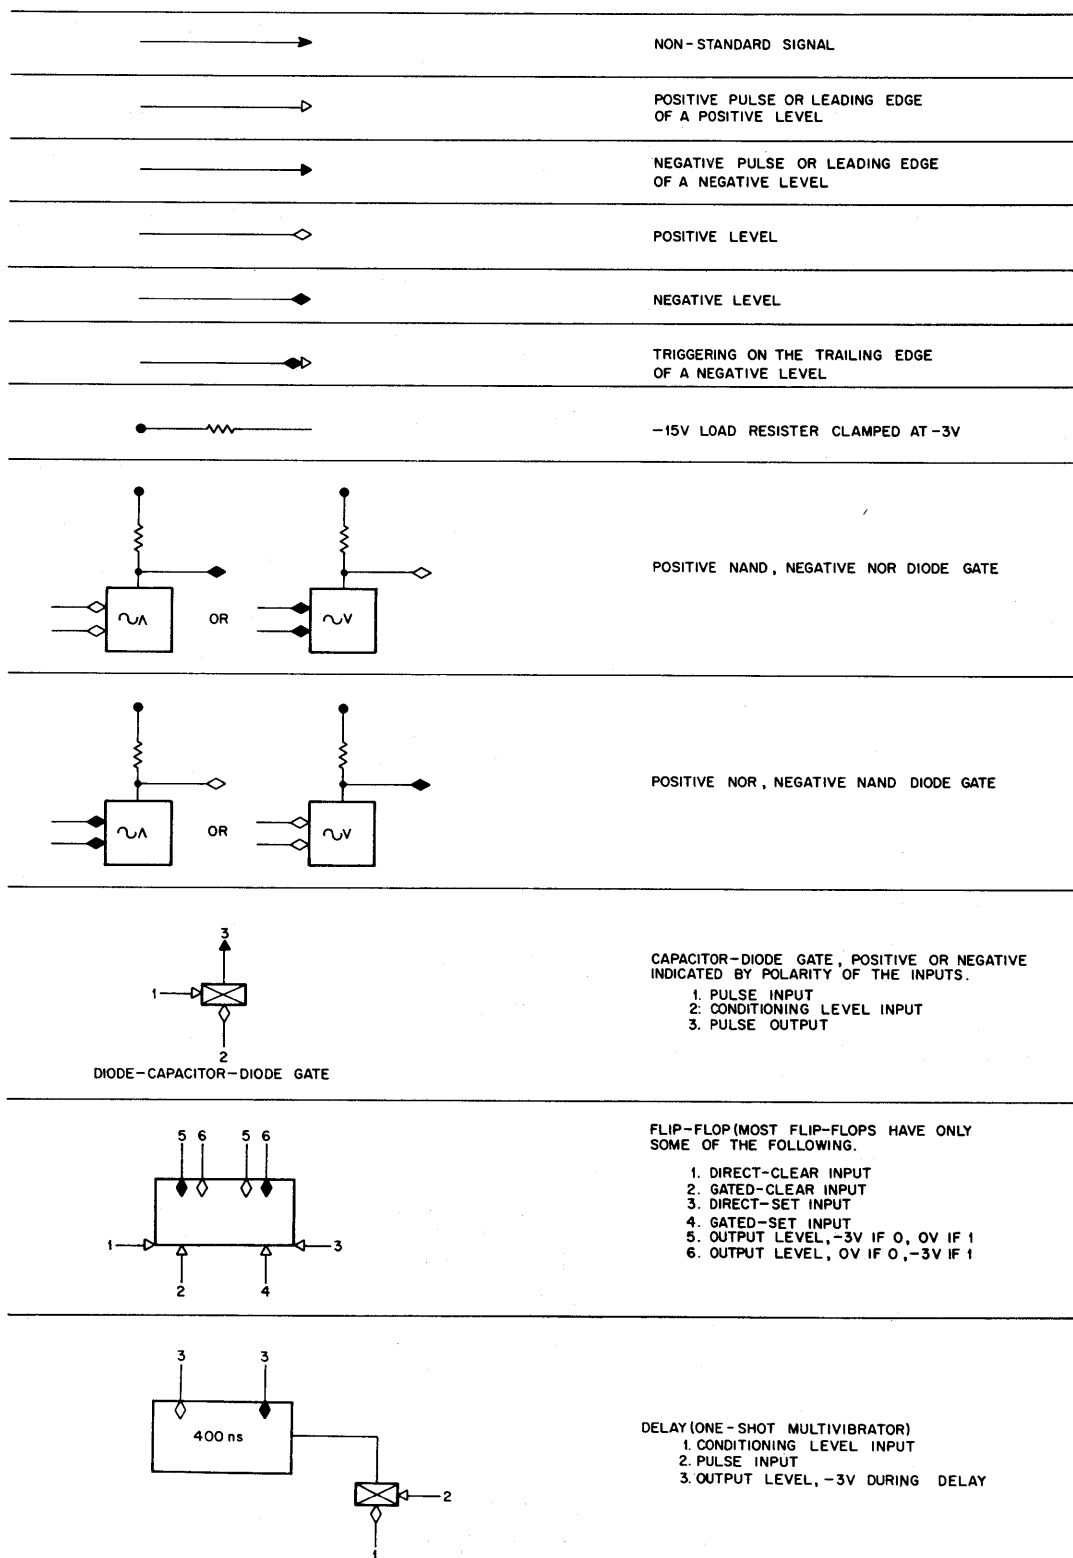 NON-STANDARD SIGNAL
POSITIVE PULSE OR LEADING EDGE
OF A POSITIVE LEVEL
NEGATIVE PULSE OR LEADING EDGE
OF A NEGATIVE LEVEL
POSITIVE LEVEL
NEGATIVE LEVEL
TRIGGERING ON THE TRAILING EDGE
OF A NEGATIVE LEVEL
-15V LOAD RESISTER CLAMPED AT -3V
∿∧ OR ∿∨
POSITIVE NAND, NEGATIVE NOR DIODE GATE
∿∧ OR ∿∨
POSITIVE NOR, NEGATIVE NAND DIODE GATE
3
1
2
DIODE-CAPACITOR-DIODE GATE
CAPACITOR-DIODE GATE, POSITIVE OR NEGATIVE
INDICATED BY POLARITY OF THE INPUTS.
1. PULSE INPUT
2. CONDITIONING LEVEL INPUT
3. PULSE OUTPUT
5 6 5 6
1 3
2 4
FLIP-FLOP (MOST FLIP-FLOPS HAVE ONLY
SOME OF THE FOLLOWING.
1. DIRECT-CLEAR INPUT
2. GATED-CLEAR INPUT
3. DIRECT-SET INPUT
4. GATED-SET INPUT
5. OUTPUT LEVEL, -3V IF 0, 0V IF 1
6. OUTPUT LEVEL, 0V IF 0, -3V IF 1
3 3
400 ns
2
1
DELAY (ONE-SHOT MULTIVIBRATOR)
1. CONDITIONING LEVEL INPUT
2. PULSE INPUT
3. OUTPUT LEVEL, -3V DURING DELAY